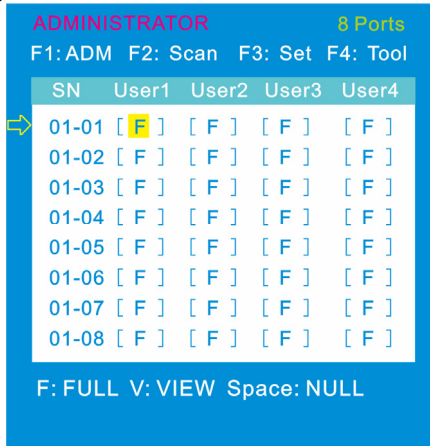 ADMINISTRATOR 8 Ports
F1: ADM F2: Scan F3: Set F4: Tool
SN User1 User2 User3 User4
01-01 [ F ] [ F ] [ F ] [ F ]
01-02 [ F ] [ F ] [ F ] [ F ]
01-03 [ F ] [ F ] [ F ] [ F ]
01-04 [ F ] [ F ] [ F ] [ F ]
01-05 [ F ] [ F ] [ F ] [ F ]
01-06 [ F ] [ F ] [ F ] [ F ]
01-07 [ F ] [ F ] [ F ] [ F ]
01-08 [ F ] [ F ] [ F ] [ F ]
F: FULL V: VIEW Space: NULL